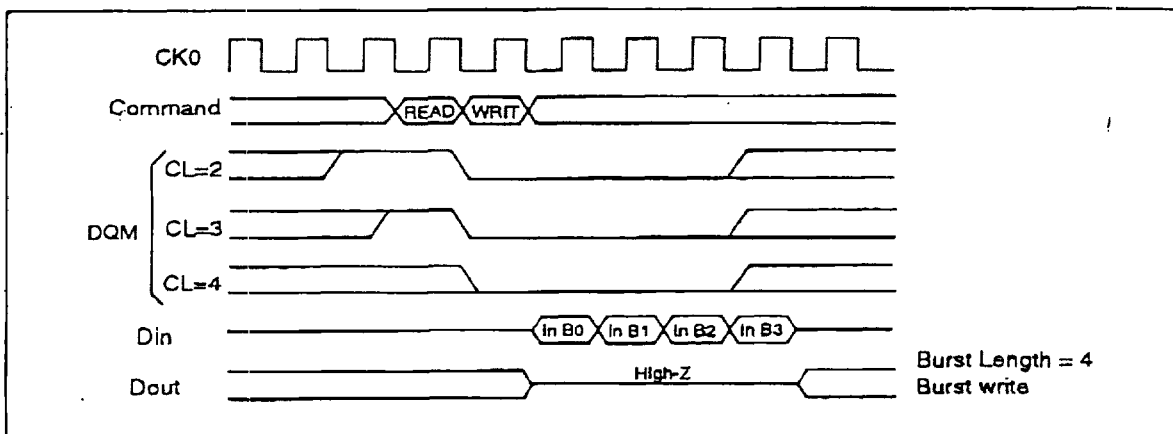 CK0
Command READ WRIT
CL=2
DQM CL=3
CL=4
Din In B0 In B1 In B2 In B3
Dout High-Z
Burst Length = 4
Burst write